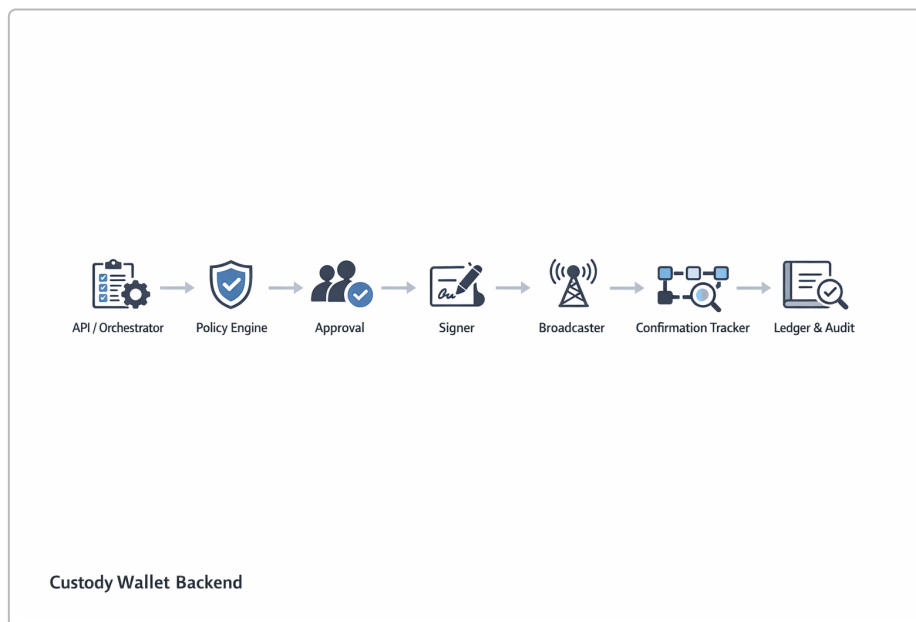 API / Orchestrator
Policy Engine
Approval
Signer
Broadcaster
Confirmation Tracker
Ledger & Audit
Custody Wallet Backend